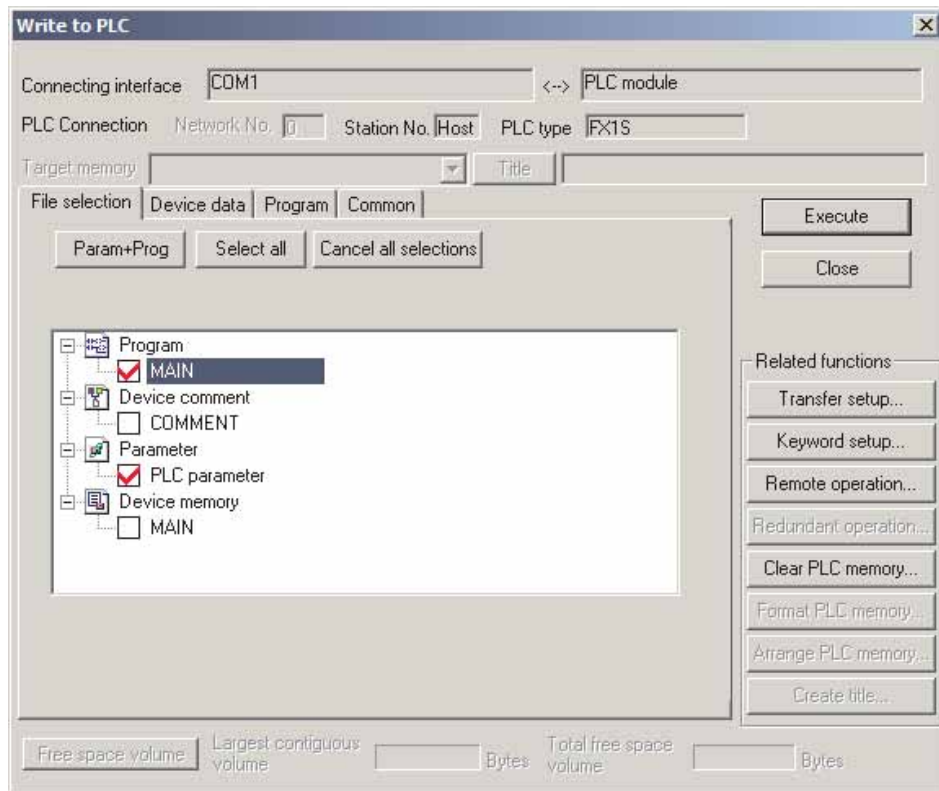 Write to PLC
Connecting interface COM1 <--> PLC module
PLC Connection Network No. 0 Station No. Host PLC type FX1S
Target memory Title
File selection Device data Program Common
Execute
Param+Prog Select all Cancel all selections
Close
Program
MAIN
Device comment
COMMENT
Parameter
PLC parameter
Device memory
MAIN
Related functions
Transfer setup...
Keyword setup...
Remote operation...
Redundant operation...
Clear PLC memory...
Format PLC memory...
Arrange PLC memory...
Create title...
Free space volume Largest contiguous volume Bytes Total free space volume Bytes